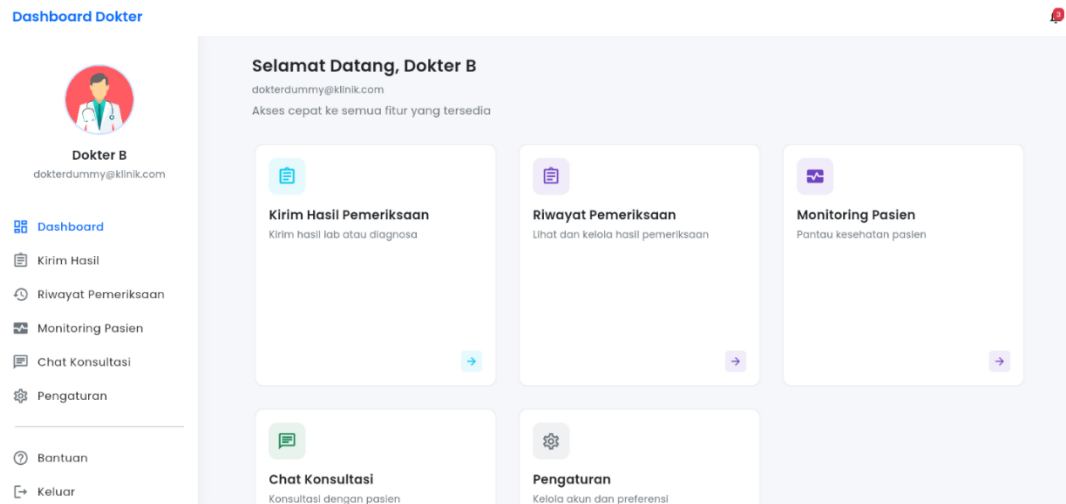 Dashboard Dokter
3
Dokter B
dokterdummy@klinik.com
Dashboard
Kirim Hasil
Riwayat Pemeriksaan
Monitoring Pasien
Chat Konsultasi
Pengaturan
Bantuan
Keluar
Selamat Datang, Dokter B
dokterdummy@klinik.com
Akses cepat ke semua fitur yang tersedia
Kirim Hasil Pemeriksaan
Kirim hasil lab atau diagnosa
Riwayat Pemeriksaan
Lihat dan kelola hasil pemeriksaan
Monitoring Pasien
Pantau kesehatan pasien
Chat Konsultasi
Konsultasi dengan pasien
Pengaturan
Kelola akun dan preferensi